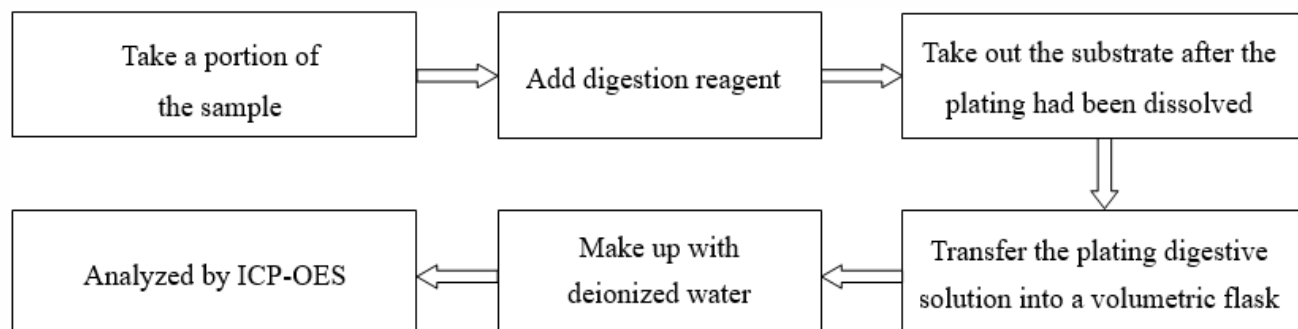 Take a portion of
the sample
Add digestion reagent
Take out the substrate after the
plating had been dissolved
Transfer the plating digestive
solution into a volumetric flask
Make up with
deionized water
Analyzed by ICP-OES